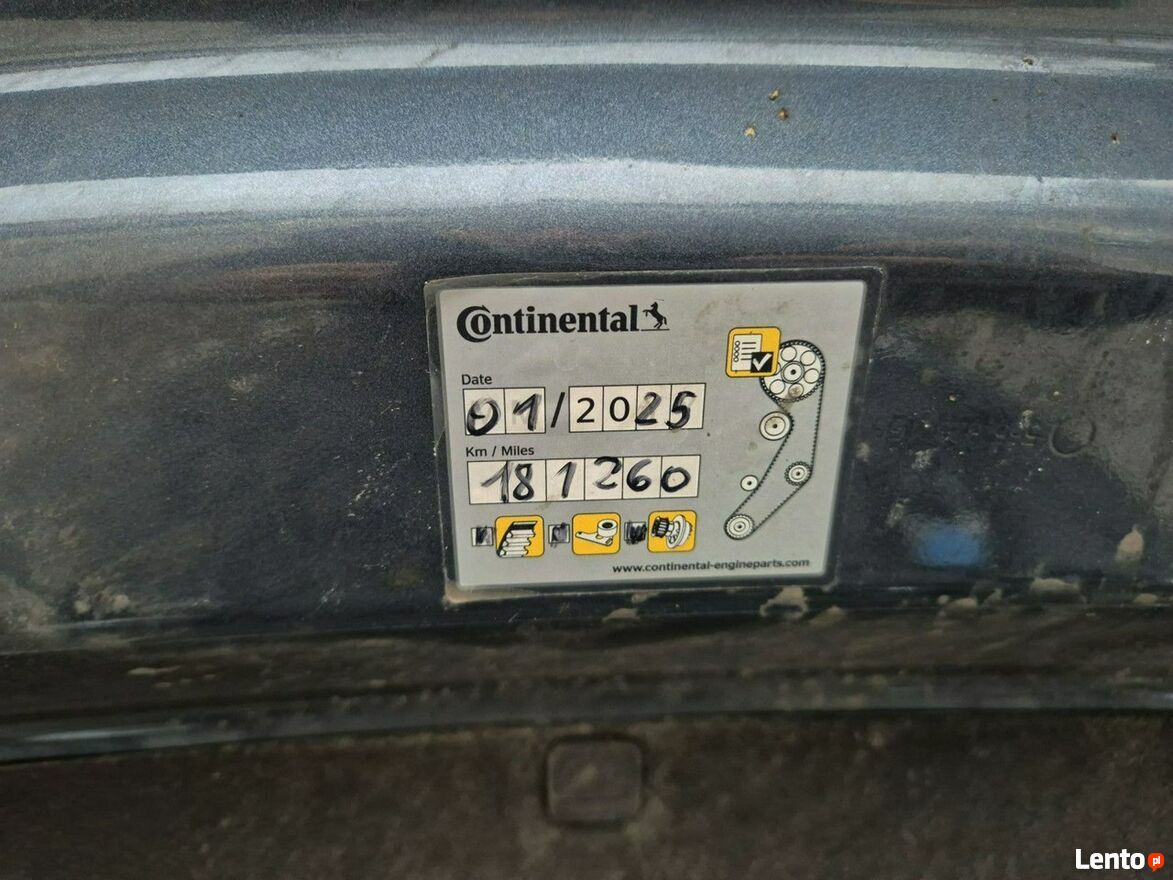 Continental
Date
01/2025
Km / Miles
181260
www.continental-engineparts.com
Lento.pl